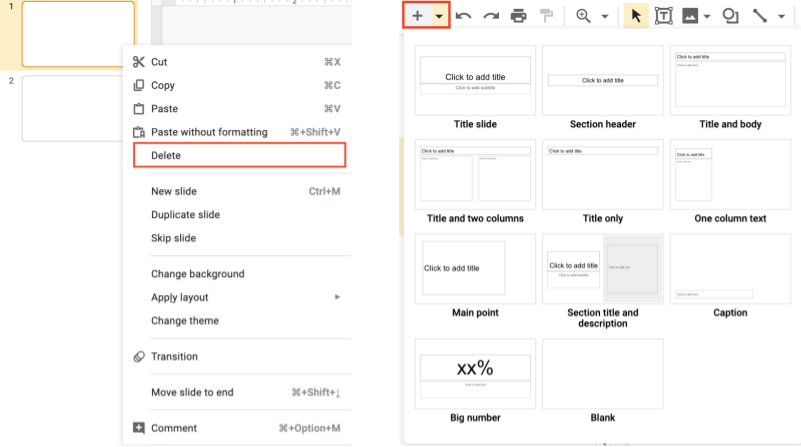 1
2
Cut ⌘X
Copy ⌘C
Paste ⌘V
Paste without formatting ⌘+Shift+V
Delete
New slide Ctrl+M
Duplicate slide
Skip slide
Change background
Apply layout ►
Change theme
Transition
Move slide to end ⌘+Shift+↓
Comment ⌘+Option+M
2
Click to add title
Click to add subtitle
Title slide
Click to add title
Section header
Click to add title
Click to add text
Title and body
Click to add title
Click to add text
Click to add text
Title and two columns
Click to add title
Title only
Click to add title
Click to add text
One column text
Click to add title
Main point
Click to add title
Click to add subtitle
Click to add text
Section title and
description
Click to add text
Caption
xx%
Click to add text
Big number
Blank